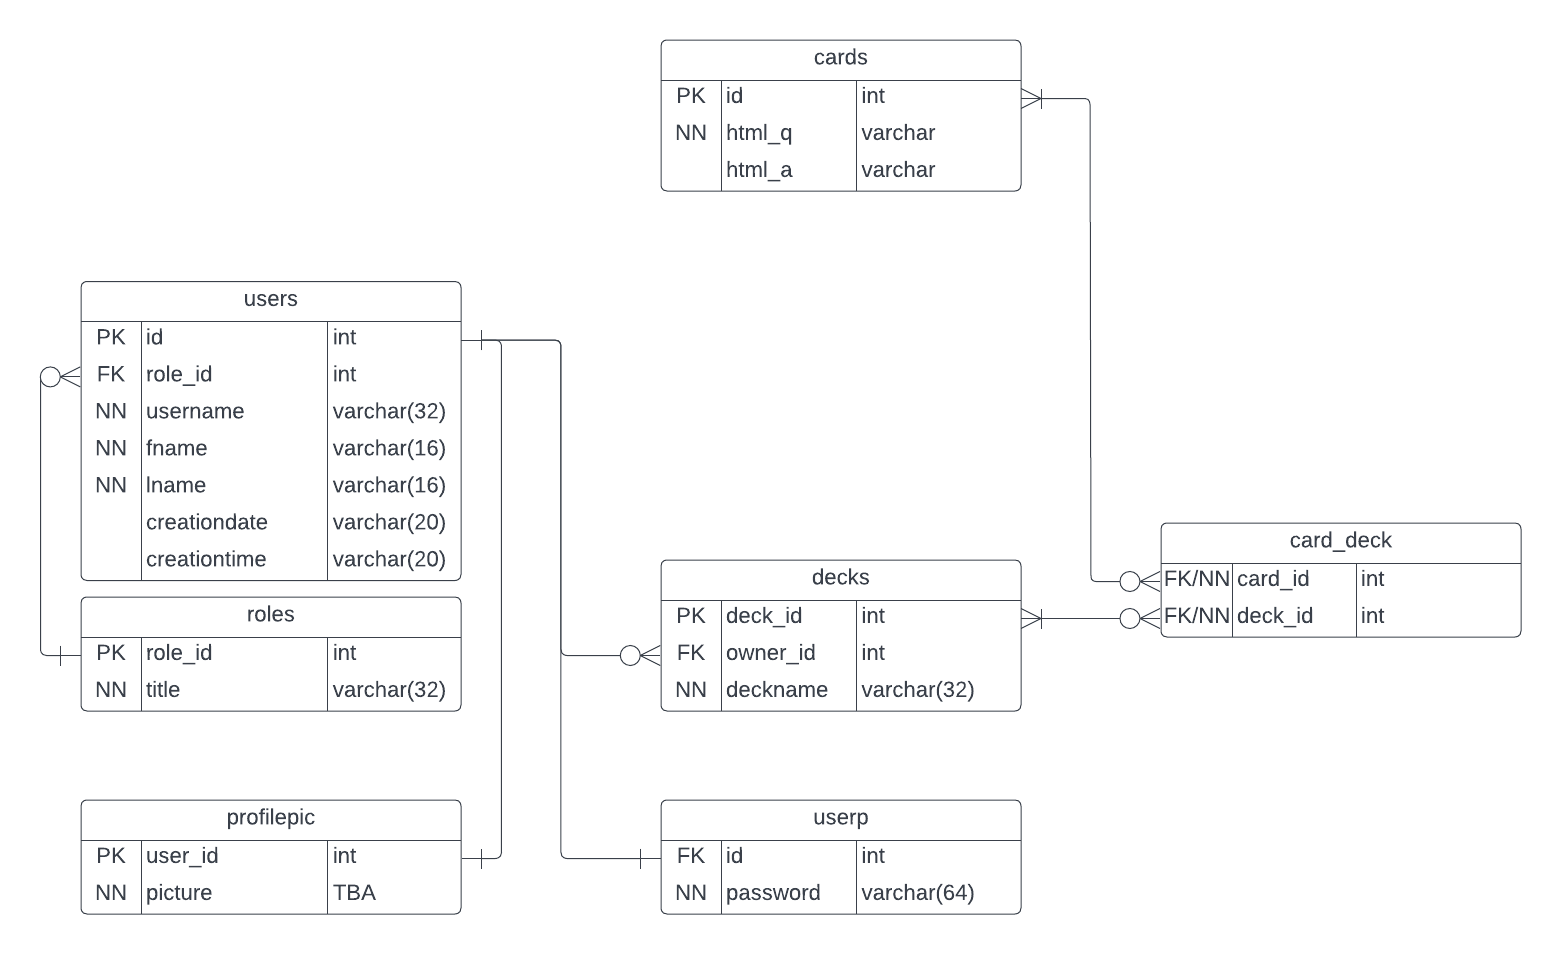 cards
PK id int
NN html_q varchar
html_a varchar
users
PK id int
FK role_id int
NN username varchar(32)
NN fname varchar(16)
NN lname varchar(16)
creationdate varchar(20)
creationtime varchar(20)
roles
PK role_id int
NN title varchar(32)
profilepic
PK user_id int
NN picture TBA
decks
PK deck_id int
FK owner_id int
NN deckname varchar(32)
userp
FK id int
NN password varchar(64)
card_deck
FK/NN card_id int
FK/NN deck_id int